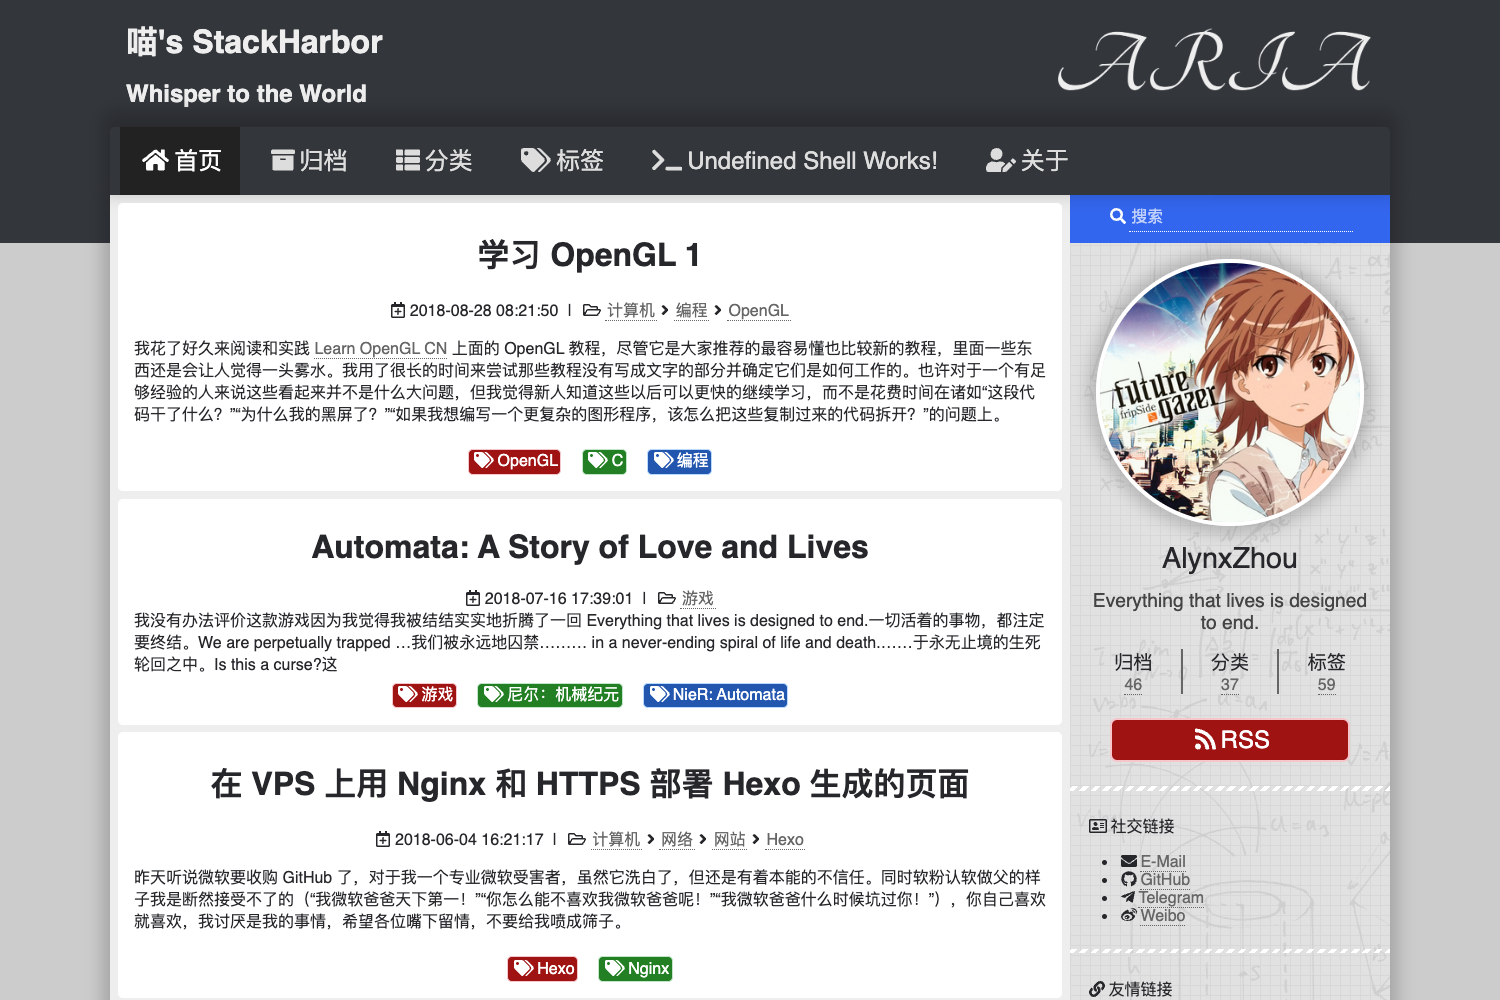 喵's StackHarbor
Whisper to the World
ARIA
首页 归档 分类 标签 Undefined Shell Works! 关于
搜索
学习 OpenGL 1
2018-08-28 08:21:50 | 计算机 > 编程 > OpenGL
我花了好久来阅读和实践 Learn OpenGL CN 上面的 OpenGL 教程，尽管它是大家推荐的最容易懂也比较新的教程，里面一些东
西还是会让人觉得一头雾水。我用了很长的时间来尝试那些教程没有写成文字的部分并确定它们是如何工作的。也许对于一个有足
够经验的人来说这些看起来并不是什么大问题，但我觉得新人知道这些以后可以更快的继续学习，而不是花费时间在诸如“这段代
码干了什么？”“为什么我的黑屏了？”“如果我想编写一个更复杂的图形程序，该怎么把这些复制过来的代码拆开？”的问题上。
OpenGL C 编程
Automata: A Story of Love and Lives
2018-07-16 17:39:01 | 游戏
我没有办法评价这款游戏因为我觉得我被结结实实地折腾了一回 Everything that lives is designed to end.一切活着的事物，都注定
要终结。We are perpetually trapped …我们被永远地囚禁……… in a never-ending spiral of life and death.……于永无止境的生死
轮回之中。Is this a curse?这
游戏 尼尔：机械纪元 NieR: Automata
在 VPS 上用 Nginx 和 HTTPS 部署 Hexo 生成的页面
2018-06-04 16:21:17 | 计算机 > 网络 > 网站 > Hexo
昨天听说微软要收购 GitHub 了，对于我一个专业微软受害者，虽然它洗白了，但还是有着本能的不信任。同时软粉认软做父的样
子我是断然接受不了的（“我微软爸爸天下第一！”“你怎么能不喜欢我微软爸爸呢！”“我微软爸爸什么时候坑过你！”），你自己喜欢
就喜欢，我讨厌是我的事情，希望各位嘴下留情，不要给我喷成筛子。
Hexo Nginx
future
gazer
fripSide
AlynxZhou
Everything that lives is designed
to end.
归档 分类 标签
46 37 59
RSS
社交链接
E-Mail
GitHub
Telegram
Weibo
友情链接